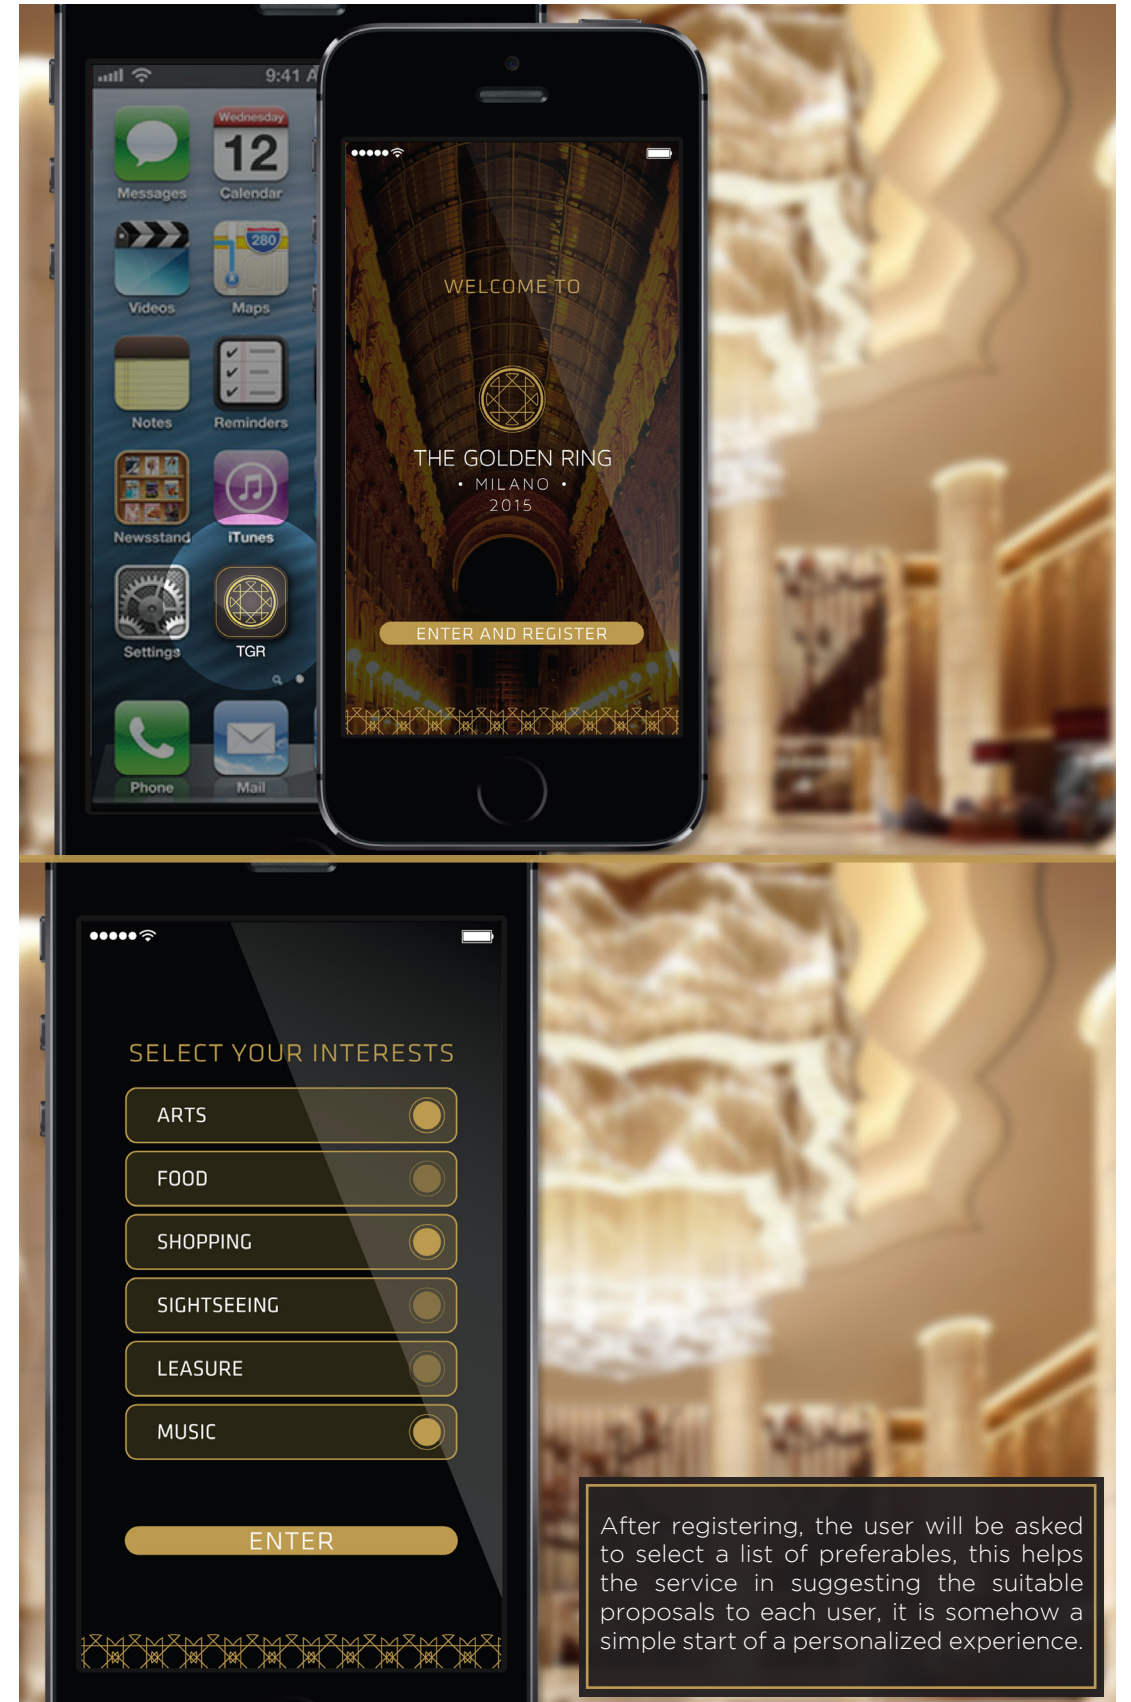 9:41 A
Messages
Wednesday
12
Calendar
Videos
280
Maps
Notes
Reminders
Newsstand
iTunes
Settings
TGR
Phone
Mail
WELCOME TO
THE GOLDEN RING
• MILANO •
2015
ENTER AND REGISTER
SELECT YOUR INTERESTS
ARTS
FOOD
SHOPPING
SIGHTSEEING
LEASURE
MUSIC
ENTER
After registering, the user will be asked
to select a list of preferables, this helps
the service in suggesting the suitable
proposals to each user, it is somehow a
simple start of a personalized experience.